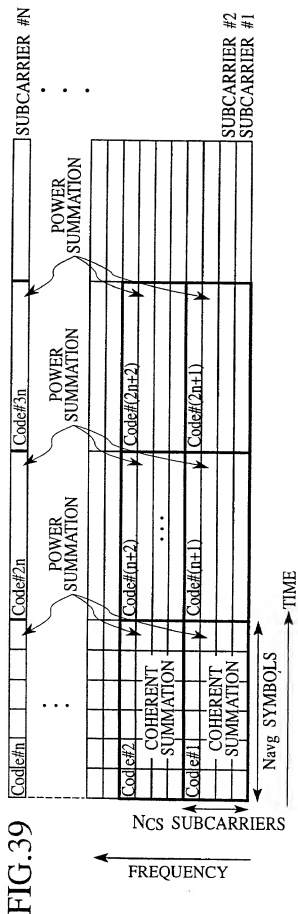 FIG.39
FREQUENCY
NCS SUBCARRIERS
Code#n
Code#2n
Code#3n
SUBCARRIER #N
. . .
POWER
SUMMATION
POWER
SUMMATION
POWER
SUMMATION
. . .
Code#2
COHERENT
SUMMATION
Code#(n+2)
Code#(2n+2)
. . .
Code#1
COHERENT
SUMMATION
Code#(n+1)
Code#(2n+1)
SUBCARRIER #2
SUBCARRIER #1
Navg SYMBOLS
TIME